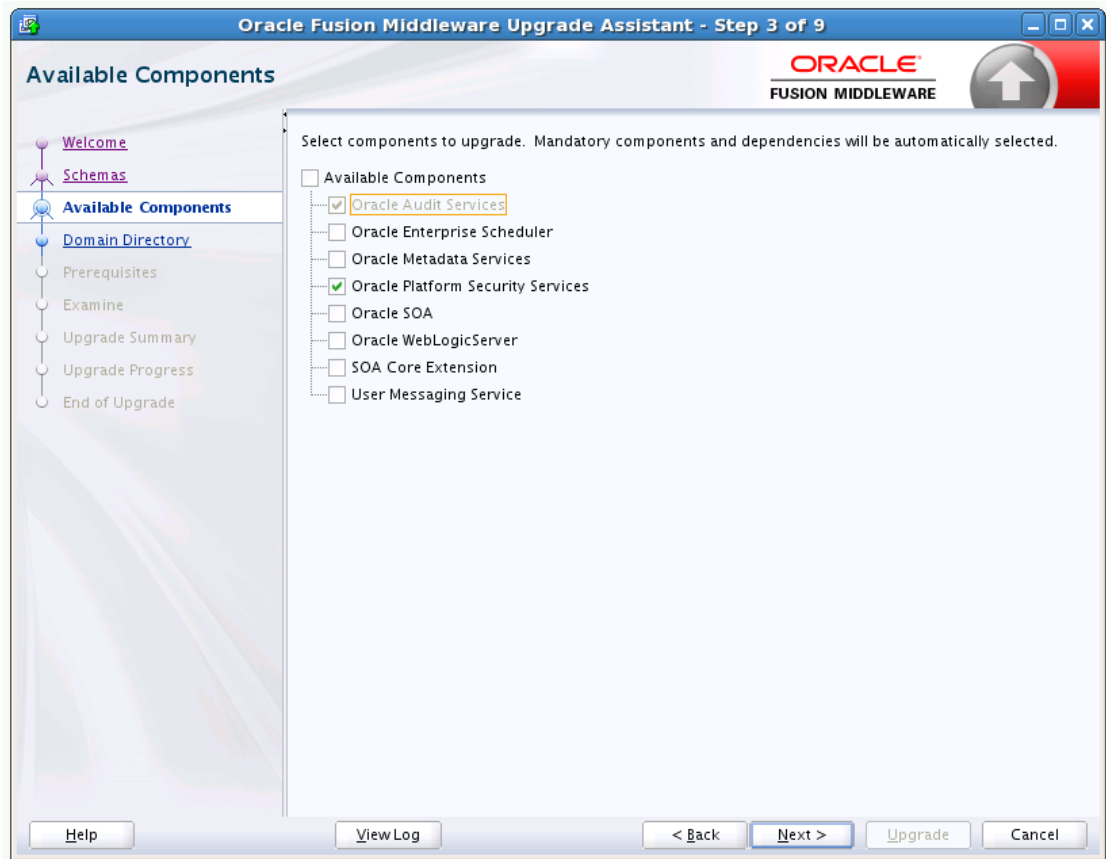 Oracle Fusion Middleware Upgrade Assistant - Step 3 of 9
Available Components
ORACLE
FUSION MIDDLEWARE
Welcome
Schemas
Available Components
Domain Directory
Prerequisites
Examine
Upgrade Summary
Upgrade Progress
End of Upgrade
Select components to upgrade. Mandatory components and dependencies will be automatically selected.
Available Components
Oracle Audit Services
Oracle Enterprise Scheduler
Oracle Metadata Services
Oracle Platform Security Services
Oracle SOA
Oracle WebLogicServer
SOA Core Extension
User Messaging Service
Help
View Log
< Back
Next >
Upgrade
Cancel